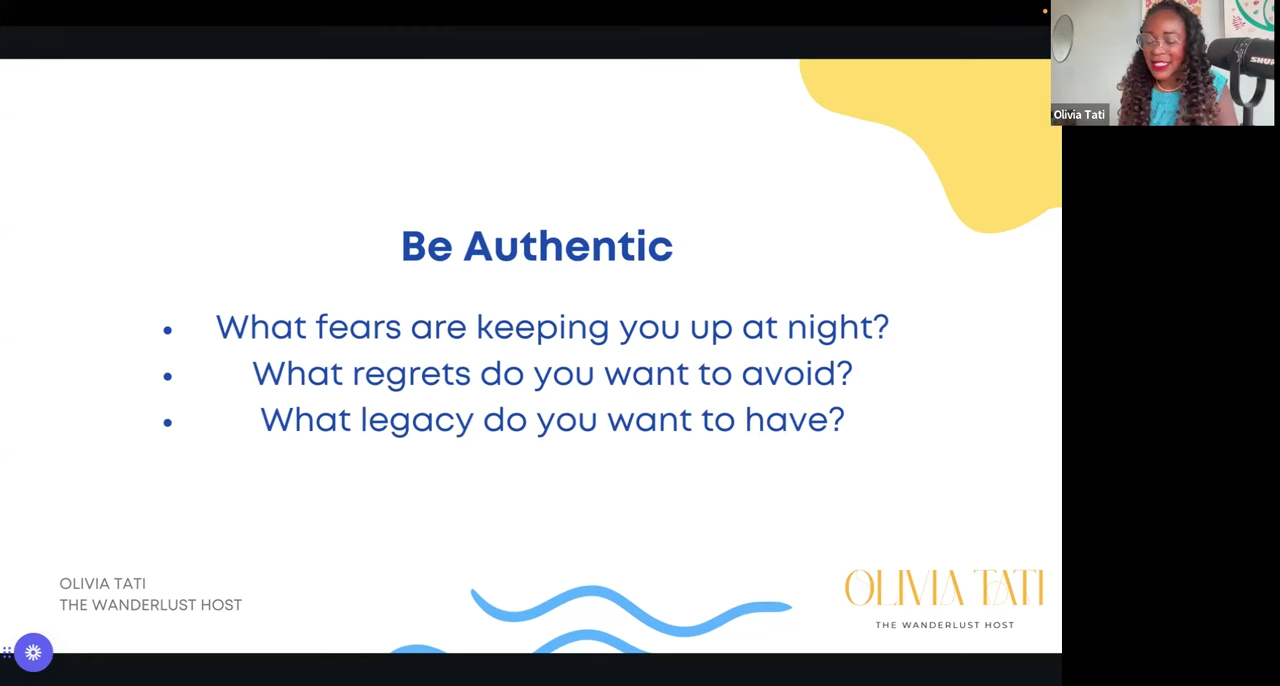 SHURE
Olivia Tati
Be Authentic
• What fears are keeping you up at night?
• What regrets do you want to avoid?
• What legacy do you want to have?
OLIVIA TATI
THE WANDERLUST HOST
OLIVIA TATI
THE WANDERLUST HOST